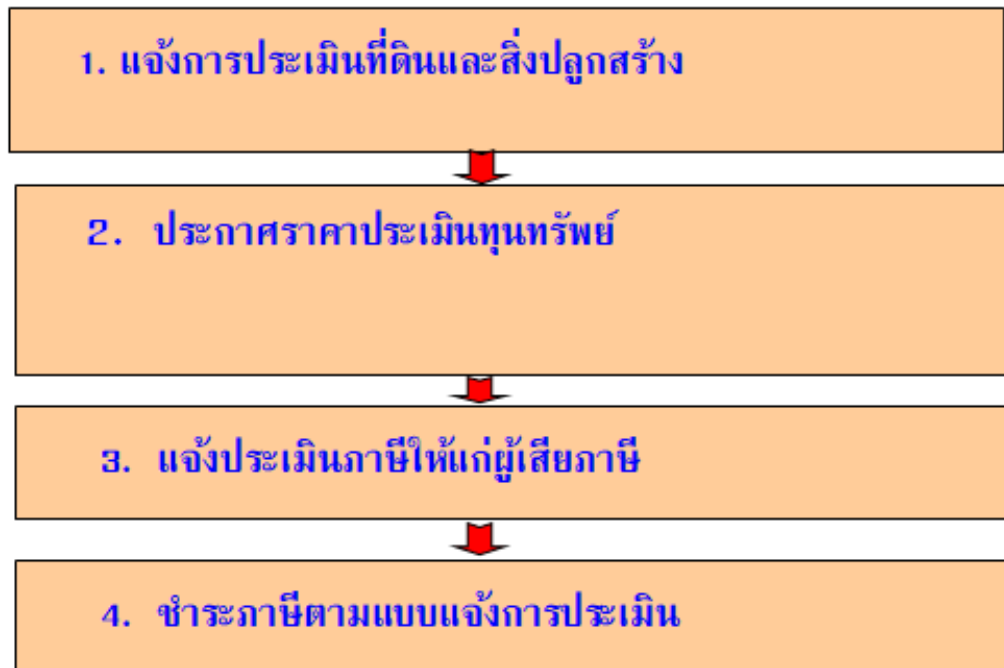 1. แจ้งการประเมินที่ดินและสิ่งปลูกสร้าง
2. ประกาศราคาประเมินทุนทรัพย์
3. แจ้งประเมินภาษีให้แก่ผู้เสียภาษี
4. ชำระภาษีตามแบบแจ้งการประเมิน